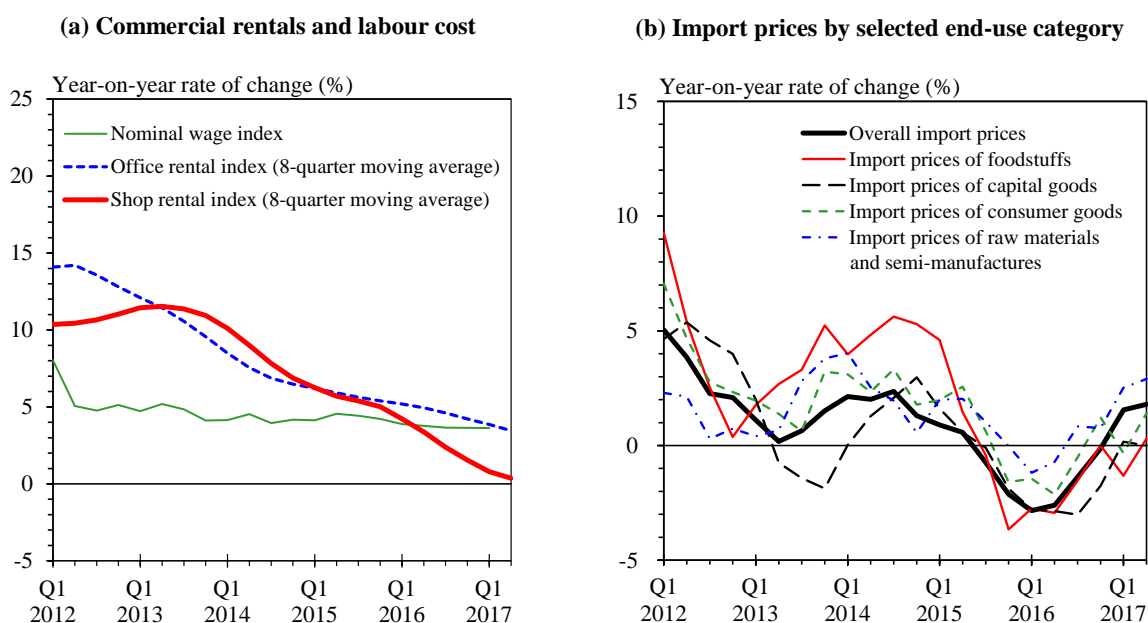 (a) Commercial rentals and labour cost
Year-on-year rate of change (%)
25
20
15
10
5
0
-5
Nominal wage index
Office rental index (8-quarter moving average)
Shop rental index (8-quarter moving average)
Q1 Q1 Q1 Q1 Q1 Q1
2012 2013 2014 2015 2016 2017
(b) Import prices by selected end-use category
Year-on-year rate of change (%)
15
10
5
0
-5
Overall import prices
Import prices of foodstuffs
Import prices of capital goods
Import prices of consumer goods
Import prices of raw materials
and semi-manufactures
Q1 Q1 Q1 Q1 Q1 Q1
2012 2013 2014 2015 2016 2017